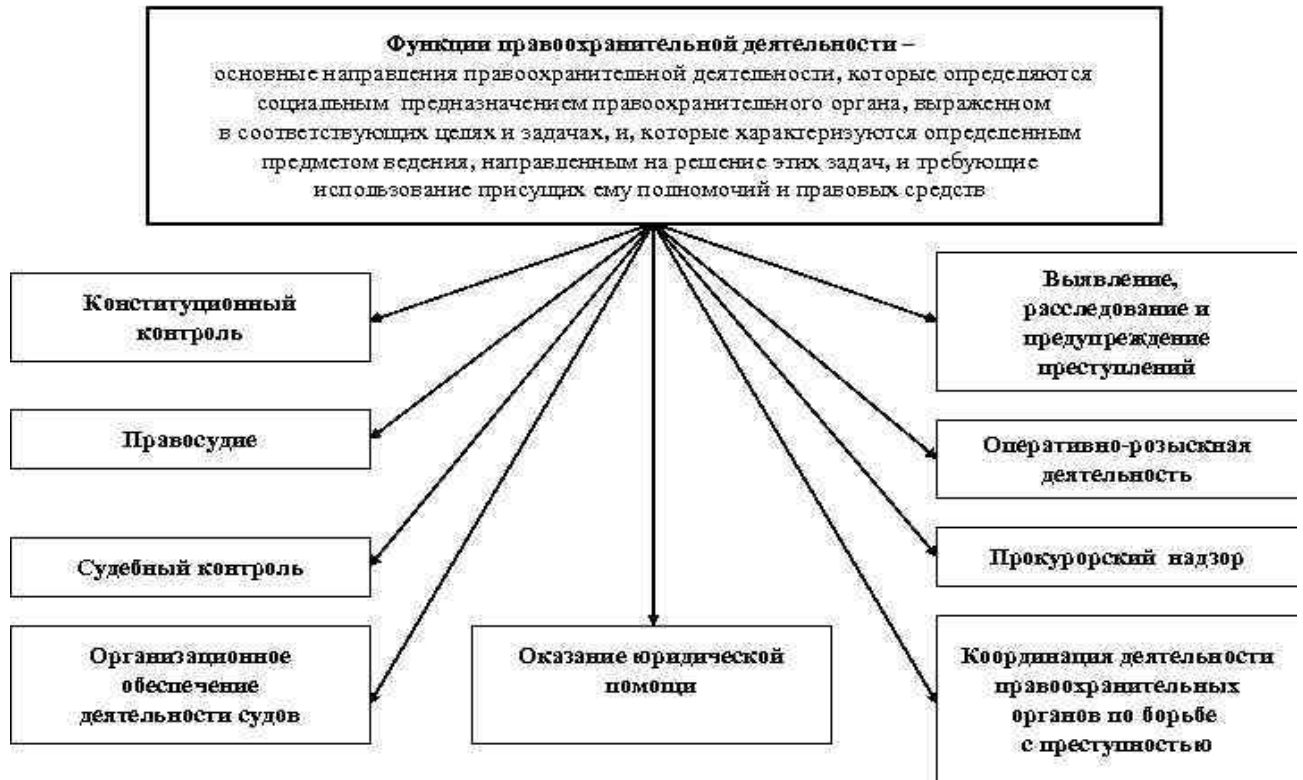 Функции правоохранительной деятельности –
основные направления правоохранительной деятельности, которые определяются
социальным предназначением правоохранительного органа, выраженном
в соответствующих целях и задачах, и, которые характеризуются определенным
предметом ведения, направленным на решение этих задач, и требующие
использование присущих ему полномочий и правовых средств
Конституционный
контроль
Правосудие
Судебный контроль
Организационное
обеспечение
деятельности судов
Оказание юридической
помощи
Выявление,
расследование и
предупреждение
преступлений
Оперативно-розыскная
деятельность
Прокурорский надзор
Координация деятельности
правоохранительных
органов по борьбе
с преступностью